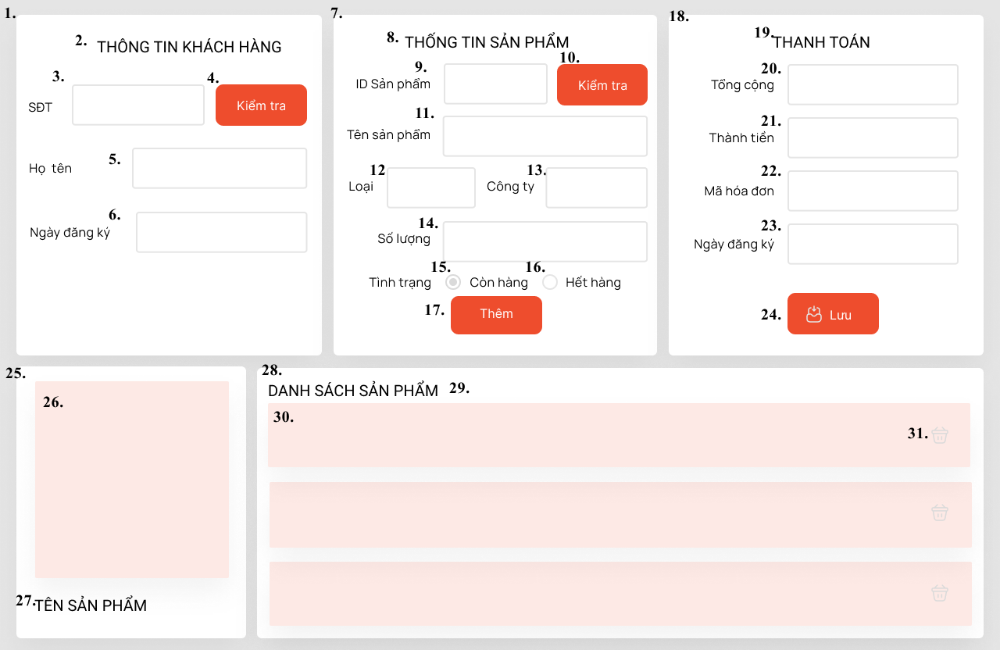 1.
2. THÔNG TIN KHÁCH HÀNG
3.
4.
SĐT
Kiểm tra
Họ tên
5.
6.
Ngày đăng ký
7.
8. THỐNG TIN SẢN PHẨM
9.
10.
ID Sản phẩm
Kiểm tra
11.
Tên sản phẩm
12
13.
Loại
Công ty
14.
Số lượng
15.
16.
Tình trạng
Còn hàng
Hết hàng
17.
Thêm
18.
19. THANH TOÁN
20.
Tổng cộng
21.
Thành tiền
22.
Mã hóa đơn
23.
Ngày đăng ký
24.
Lưu
25.
26.
27. TÊN SẢN PHẨM
28.
DANH SÁCH SẢN PHẨM 29.
30.
31.